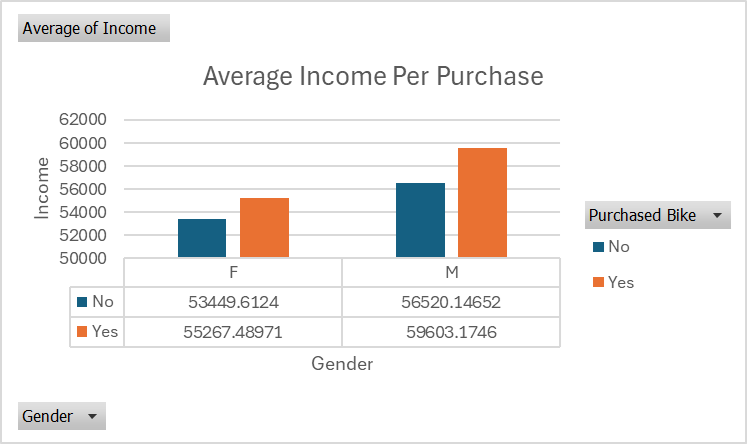 Average of Income
Average Income Per Purchase
62000
60000
58000
56000
54000
52000
50000
Income
F M
No 53449.6124 56520.14652
Yes 55267.48971 59603.1746
Gender
Purchased Bike
No
Yes
Gender